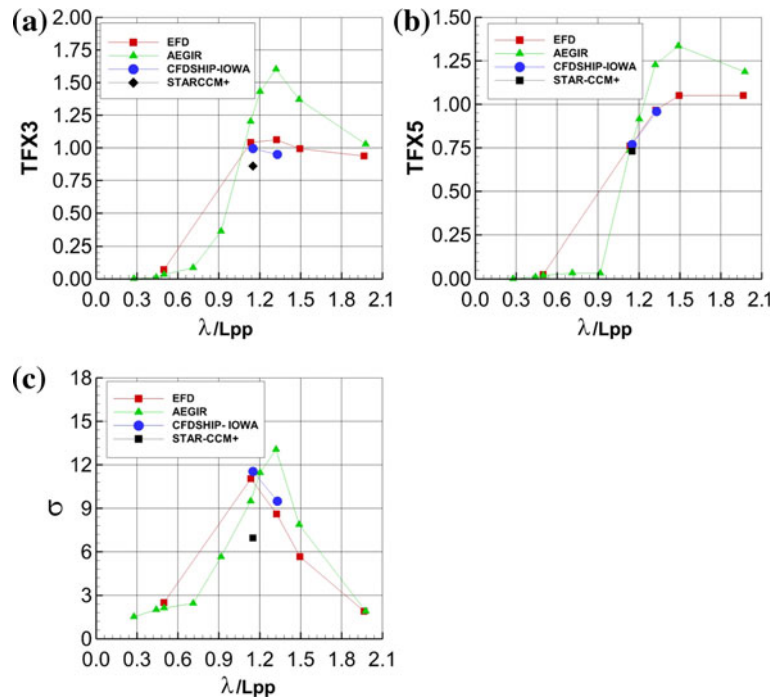 (a)
2.00
1.75
1.50
1.25
1.00
0.75
0.50
0.25
0.00
TFX3
EFD
AEGIR
CFDSHIP-IOWA
STARCCM+
0.0 0.3 0.6 0.9 1.2 1.5 1.8 2.1
λ/Lpp
(b)
1.50
1.25
1.00
0.75
0.50
0.25
0.00
TFX5
EFD
AEGIR
CFDSHIP-IOWA
STAR-CCM+
0.0 0.3 0.6 0.9 1.2 1.5 1.8 2.1
λ/Lpp
(c)
18
15
12
9
6
3
0
σ
EFD
AEGIR
CFDSHIP- IOWA
STAR-CCM+
0.0 0.3 0.6 0.9 1.2 1.5 1.8 2.1
λ/Lpp